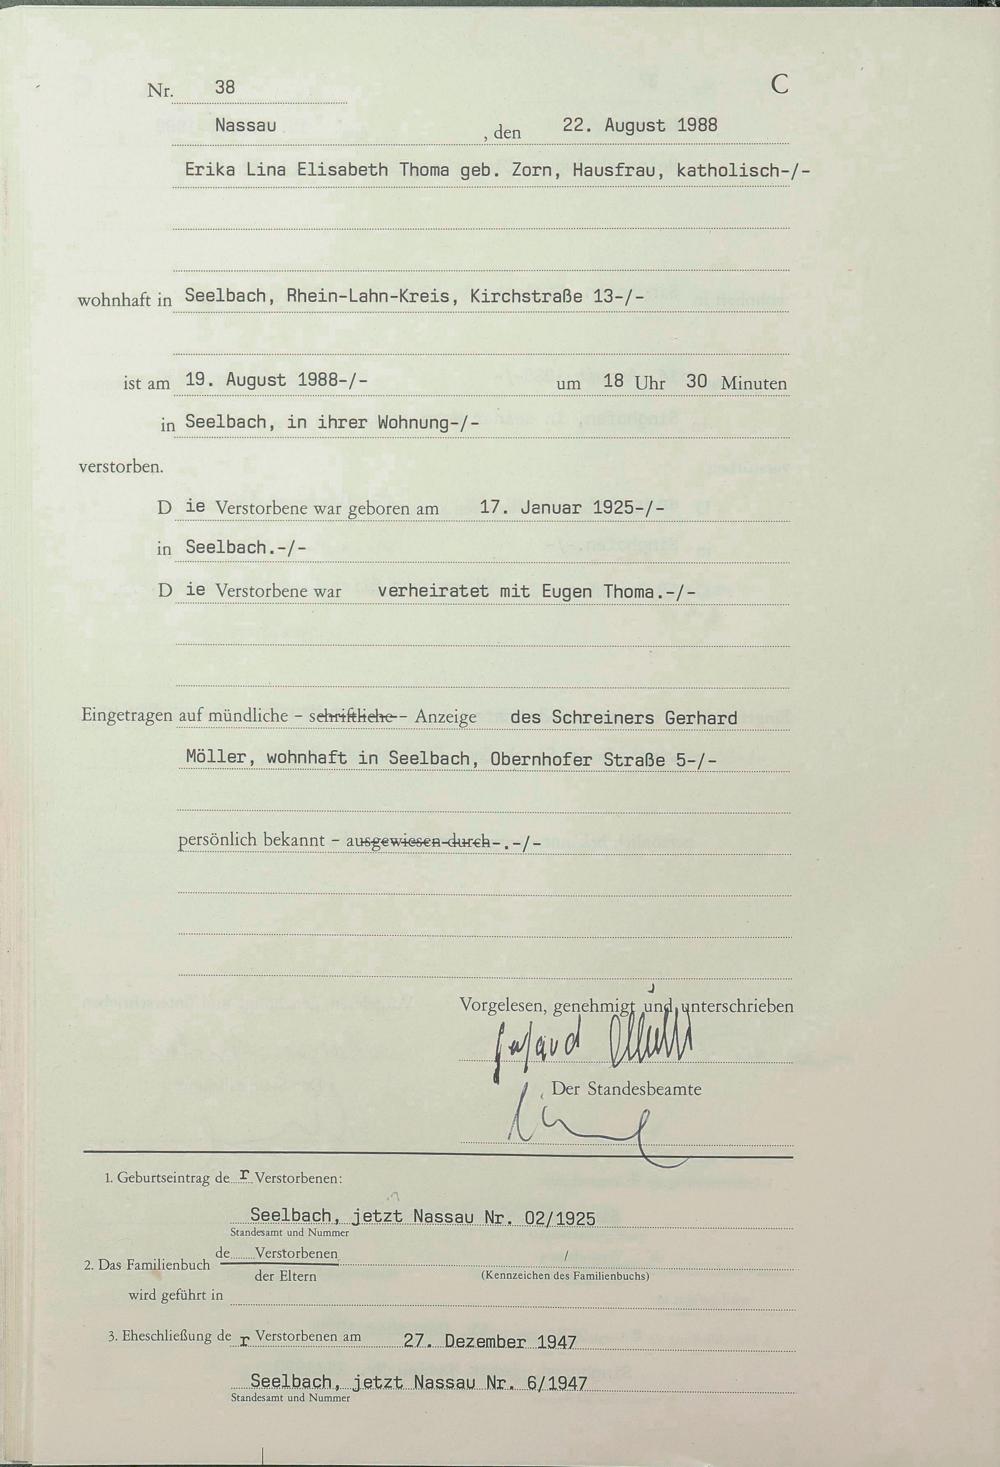 Nr. 38
C
Nassau, den 22. August 1988
Erika Lina Elisabeth Thoma geb. Zorn, Hausfrau, katholisch-/-
wohnhaft in Seelbach, Rhein-Lahn-Kreis, Kirchstraße 13-/-
ist am 19. August 1988-/- um 18 Uhr 30 Minuten
in Seelbach, in ihrer Wohnung-/-
verstorben.
D ie Verstorbene war geboren am 17. Januar 1925-/-
in Seelbach.-/-
D ie Verstorbene war verheiratet mit Eugen Thoma.-/-
Eingetragen auf mündliche – schriftliche – Anzeige des Schreiners Gerhard
Möller, wohnhaft in Seelbach, Obernhofer Straße 5-/-
persönlich bekannt – ausgewiesen durch-.-/-
Vorgelesen, genehmigt und unterschrieben
Gerhard
Der Standesbeamte
1. Geburtseintrag de r Verstorbenen:
Seelbach, jetzt Nassau Nr. 02/1925
Standesamt und Nummer
2. Das Familienbuch de Verstorbenen /
der Eltern (Kennzeichen des Familienbuchs)
wird geführt in
3. Eheschließung de r Verstorbenen am 27. Dezember 1947
Seelbach, jetzt Nassau Nr. 6/1947
Standesamt und Nummer